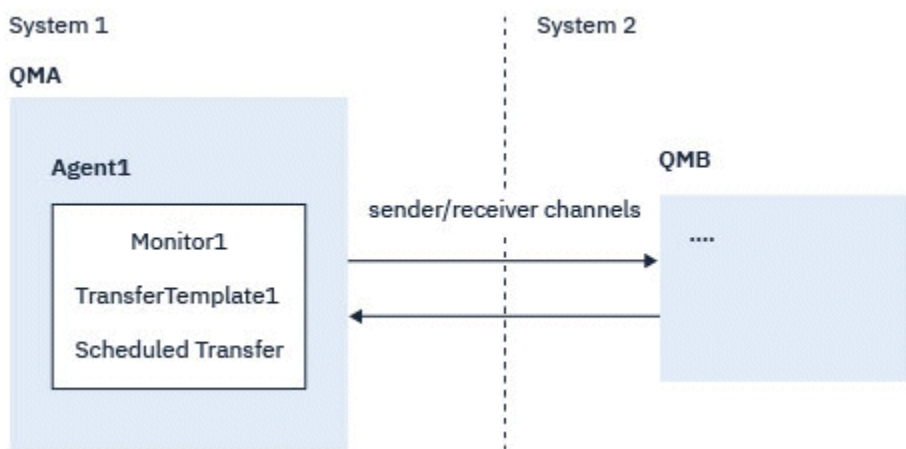 System 1
System 2
QMA
Agent1
Monitor1
TransferTemplate1
Scheduled Transfer
sender/receiver channels
QMB
....